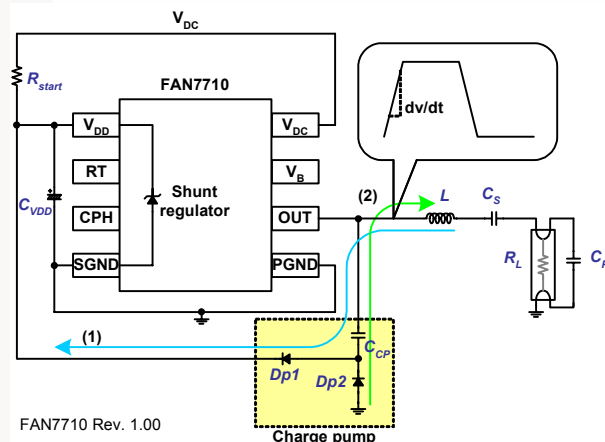 VDC
Rstart
FAN7710
VDD
VDC
dv/dt
RT
VB
Shunt
regulator
(2)
L
CS
CVDD
CPH
OUT
RL
SGND
PGND
(1)
CCP
Dp1
Dp2
FAN7710 Rev. 1.00
Charge pump